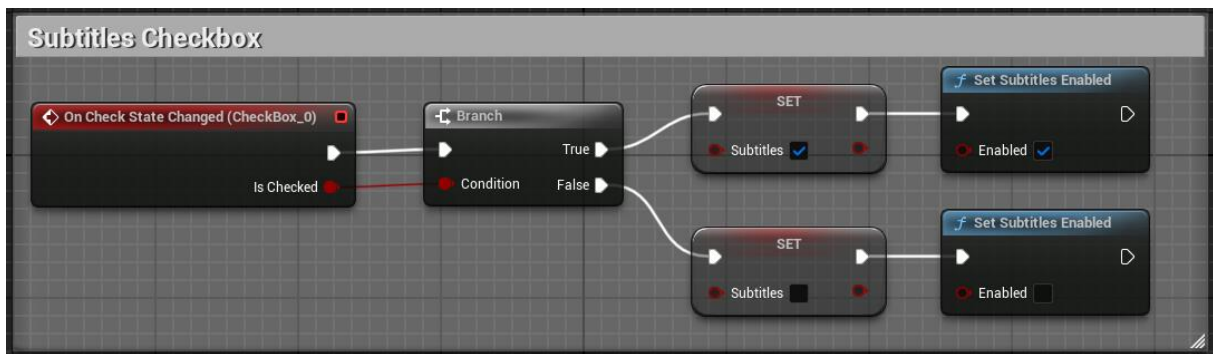 Subtitles Checkbox
On Check State Changed (CheckBox_0)
Is Checked
Branch
True
Condition
False
SET
Subtitles
Set Subtitles Enabled
Enabled
SET
Subtitles
Set Subtitles Enabled
Enabled